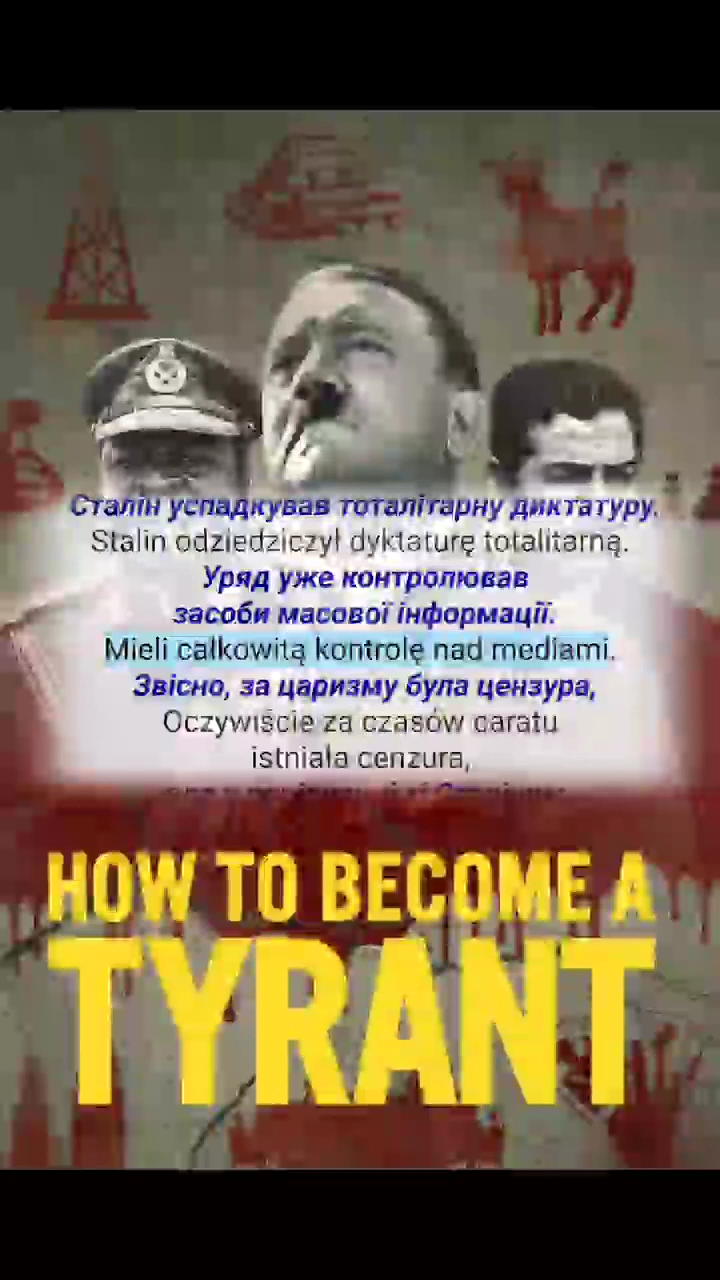 Сталін успадкував тоталітарну диктатуру.
Stalin odziedziczył dyktaturę totalitarną.
Уряд уже контролював
засоби масової інформації.
Mieli całkowitą kontrolę nad mediami.
Звісно, за царизму була цензура,
Oczywiście za czasów caratu
istniała cenzura,
HOW TO BECOME A
TYRANT